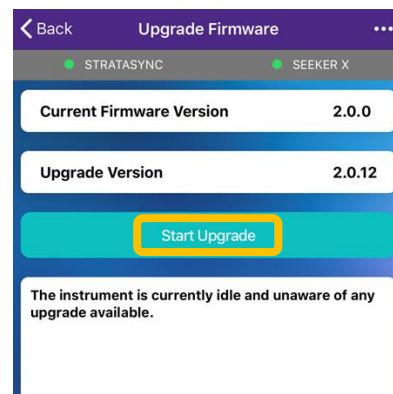 Back Upgrade Firmware
STRATASYNC SEEKER X
Current Firmware Version 2.0.0
Upgrade Version 2.0.12
Start Upgrade
The instrument is currently idle and unaware of any
upgrade available.